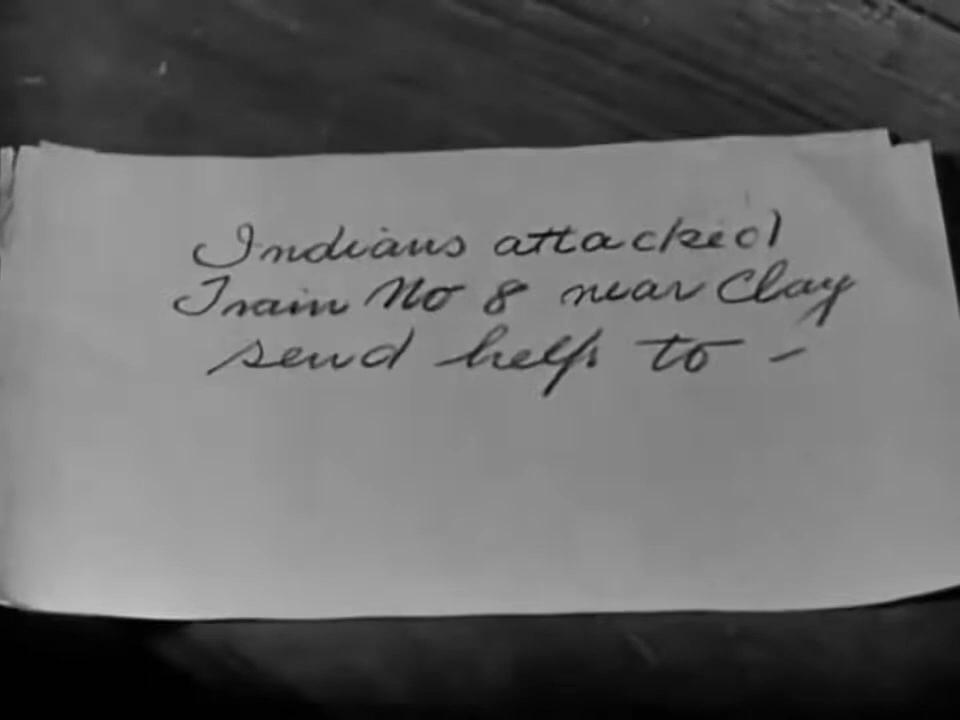 Indians attacked
Train No 8 near Clay
send help to -